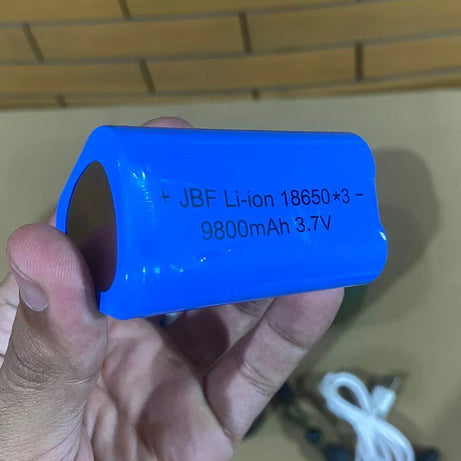 + JBF Li-ion 18650*3 -
9800mAh 3.7V